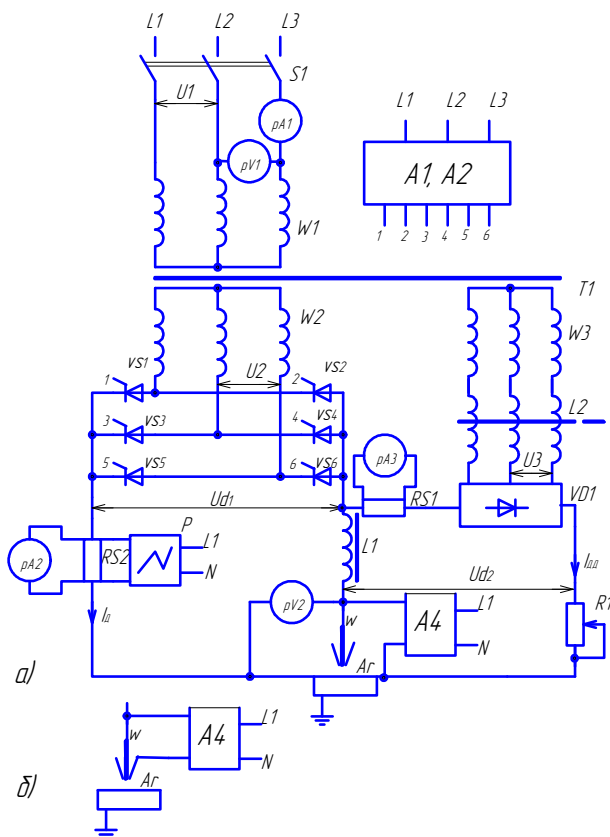 L1 L2 L3
S1
U1
pA1
pV1
L1 L2 L3
A1, A2
1 2 3 4 5 6
W1
T1
W2
W3
1 VS1
VS2 2
U2
3 VS3
4 VS4
L2
5 VS5
6 VS6
pA3
U3
RS1
VD1
Ud1
P
L1
N
pA2
RS2
L1
Ud2
Iд
Iдд
pV2
W
A4
L1
N
R1
Ar
а)
W
A4
L1
N
Ar
б)